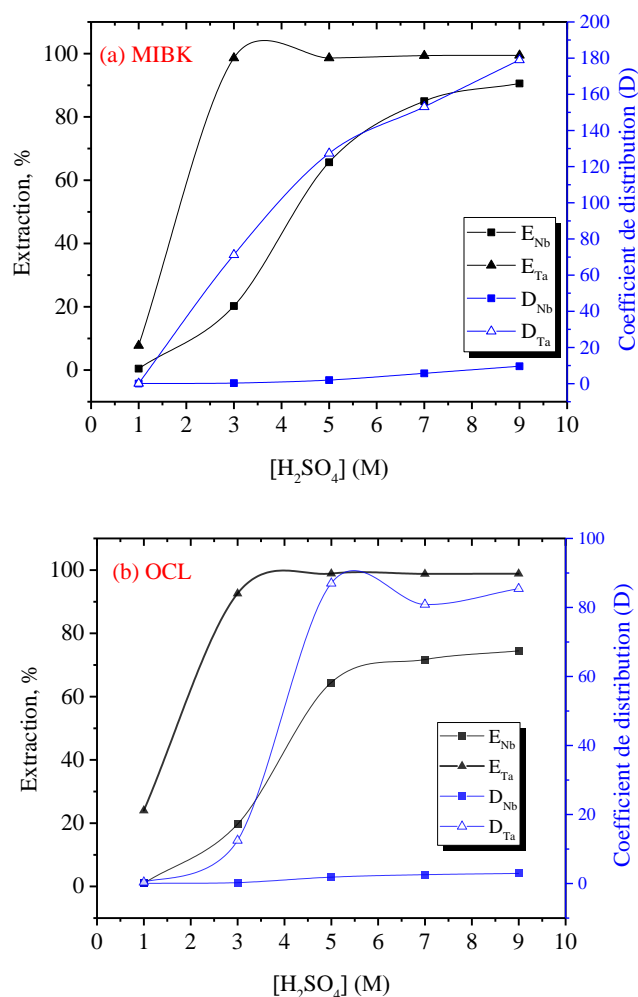 (a) MIBK
Extraction, %
100
80
60
40
20
0
200
180
160
140
120
100
80
60
40
20
0
Coefficient de distribution (D)
E_Nb
E_Ta
D_Nb
D_Ta
0 1 2 3 4 5 6 7 8 9 10
[H₂SO₄] (M)
(b) OCL
Extraction, %
100
80
60
40
20
0
100
80
60
40
20
0
Coefficient de distribution (D)
E_Nb
E_Ta
D_Nb
D_Ta
0 1 2 3 4 5 6 7 8 9 10
[H₂SO₄] (M)